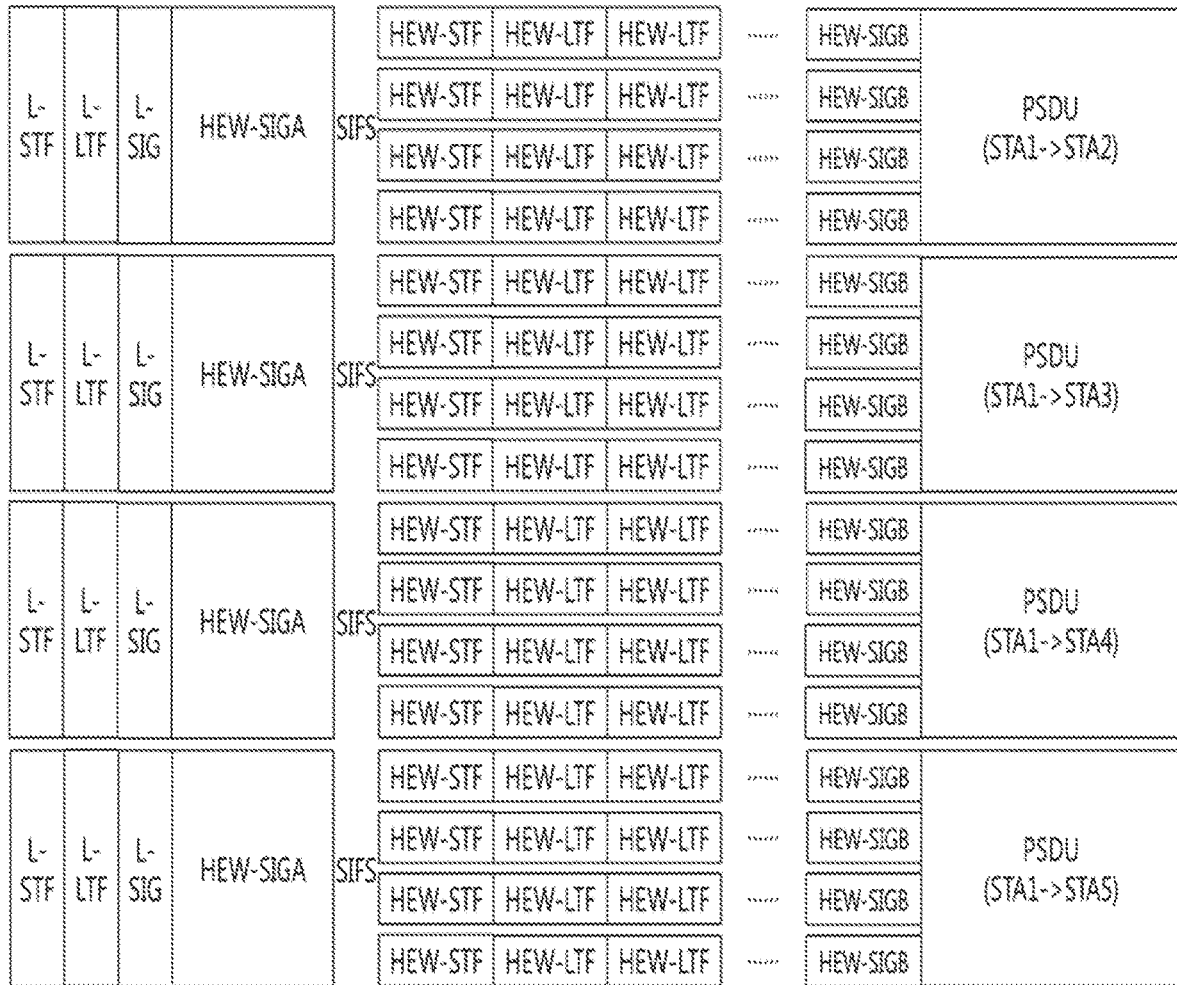 HEW-STF HEW-LTF HEW-LTF ..... HEW-SIGB
HEW-STF HEW-LTF HEW-LTF ..... HEW-SIGB
L-STF L-LTF L-SIG HEW-SIGA SIFS PSDU (STA1->STA2)
HEW-STF HEW-LTF HEW-LTF ..... HEW-SIGB
HEW-STF HEW-LTF HEW-LTF ..... HEW-SIGB
HEW-STF HEW-LTF HEW-LTF ..... HEW-SIGB
HEW-STF HEW-LTF HEW-LTF ..... HEW-SIGB
L-STF L-LTF L-SIG HEW-SIGA SIFS PSDU (STA1->STA3)
HEW-STF HEW-LTF HEW-LTF ..... HEW-SIGB
HEW-STF HEW-LTF HEW-LTF ..... HEW-SIGB
HEW-STF HEW-LTF HEW-LTF ..... HEW-SIGB
HEW-STF HEW-LTF HEW-LTF ..... HEW-SIGB
L-STF L-LTF L-SIG HEW-SIGA SIFS PSDU (STA1->STA4)
HEW-STF HEW-LTF HEW-LTF ..... HEW-SIGB
HEW-STF HEW-LTF HEW-LTF ..... HEW-SIGB
HEW-STF HEW-LTF HEW-LTF ..... HEW-SIGB
HEW-STF HEW-LTF HEW-LTF ..... HEW-SIGB
L-STF L-LTF L-SIG HEW-SIGA SIFS PSDU (STA1->STA5)
HEW-STF HEW-LTF HEW-LTF ..... HEW-SIGB
HEW-STF HEW-LTF HEW-LTF ..... HEW-SIGB